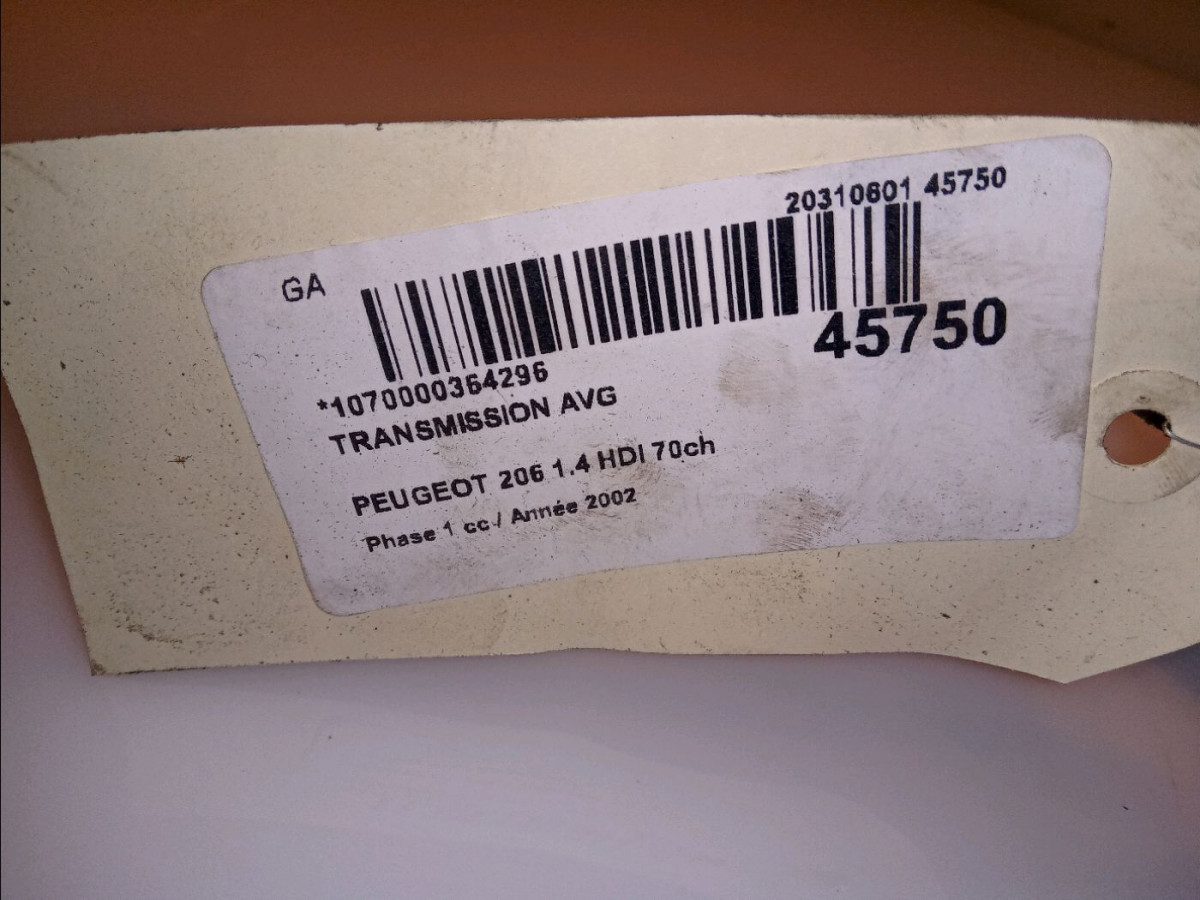 20310601 45750
GA
45750
*1070000364296
TRANSMISSION AVG
PEUGEOT 206 1.4 HDI 70ch
Phase 1 cc / Année 2002